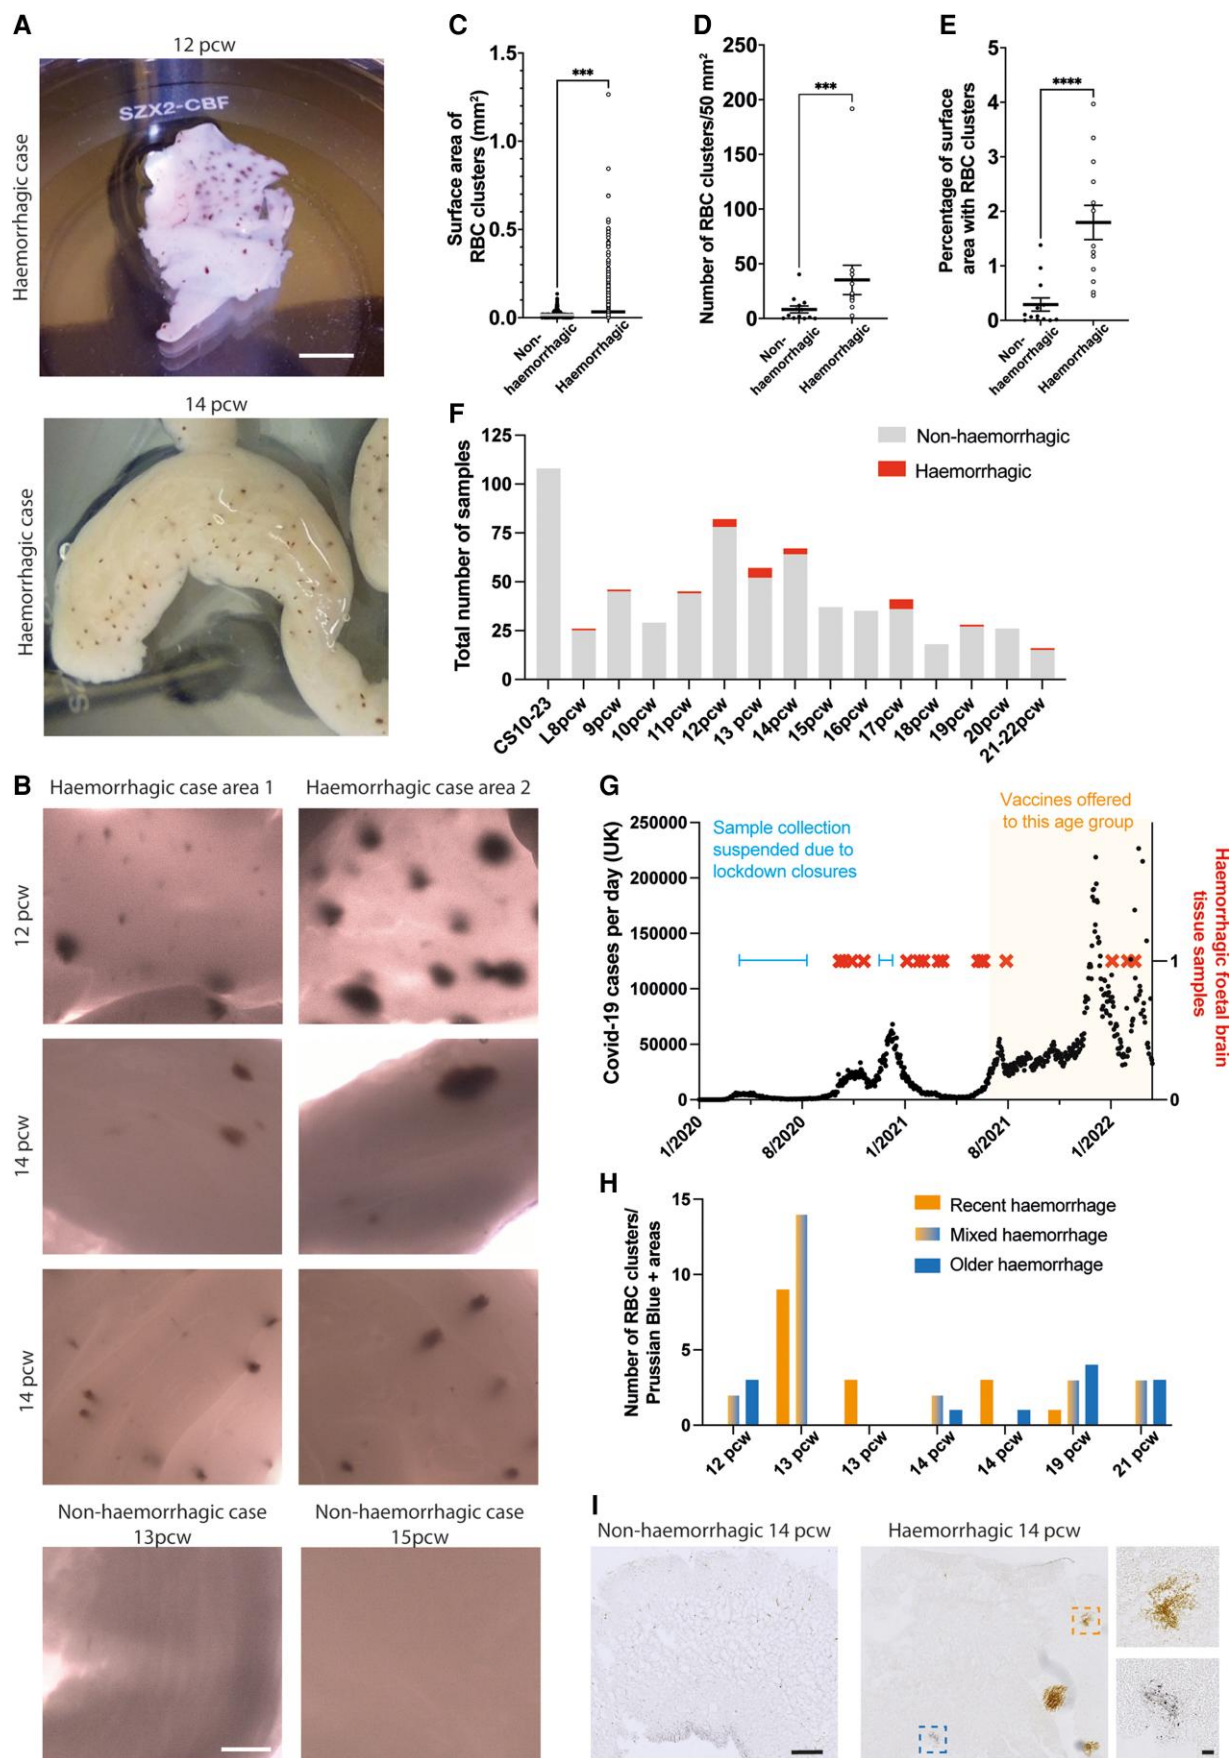 A
12 pcw
SZX2-CBF
Haemorrhagic case
14 pcw
Haemorrhagic case
B
Haemorrhagic case area 1
Haemorrhagic case area 2
12 pcw
14 pcw
14 pcw
Non-haemorrhagic case
13pcw
Non-haemorrhagic case
15pcw
C
Surface area of
RBC clusters (mm²)
1.5
1.0
0.5
0.0
***
Non-
haemorrhagic
Haemorrhagic
D
Number of RBC clusters/50 mm²
250
200
150
100
50
0
***
Non-
haemorrhagic
Haemorrhagic
E
Percentage of surface
area with RBC clusters
5
4
3
2
1
0
****
Non-
haemorrhagic
Haemorrhagic
F
Total number of samples
125
100
75
50
25
0
Non-haemorrhagic
Haemorrhagic
CS10-23
L8pcw
9pcw
10pcw
11pcw
12pcw
13 pcw
14pcw
15pcw
16pcw
17pcw
18pcw
19pcw
20pcw
21-22pcw
G
Covid-19 cases per day (UK)
250000
200000
150000
100000
50000
0
Sample collection
suspended due to
lockdown closures
Vaccines offered
to this age group
1
0
Haemorrhagic foetal brain
tissue samples
1/2020
8/2020
1/2021
8/2021
1/2022
H
Number of RBC clusters/
Prussian Blue + areas
15
10
5
0
Recent haemorrhage
Mixed haemorrhage
Older haemorrhage
12 pcw
13 pcw
13 pcw
14 pcw
14 pcw
19 pcw
21 pcw
I
Non-haemorrhagic 14 pcw
Haemorrhagic 14 pcw